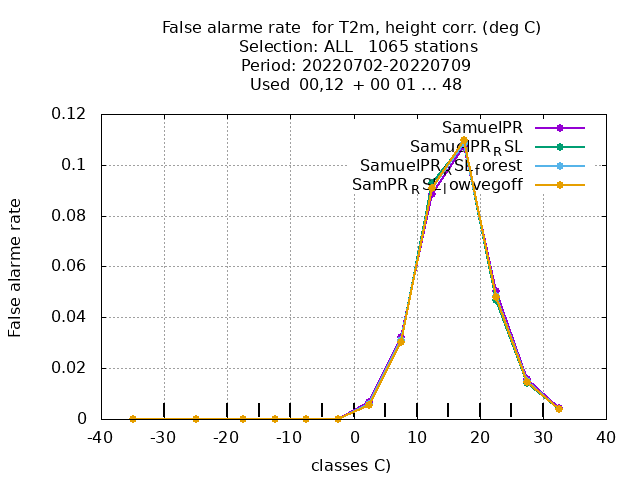 False alarme rate  for T2m, height corr. (deg C)
Selection: ALL   1065 stations
Period: 20220702-20220709
Used  00,12  + 00 01 ... 48
SamuelPR
SamuelPR_RSL
SamuelPR_RSL_forest
SamPR_RSL_lowvegoff
False alarme rate
0.12
0.1
0.08
0.06
0.04
0.02
0
-40 -30 -20 -10 0 10 20 30 40
classes C)